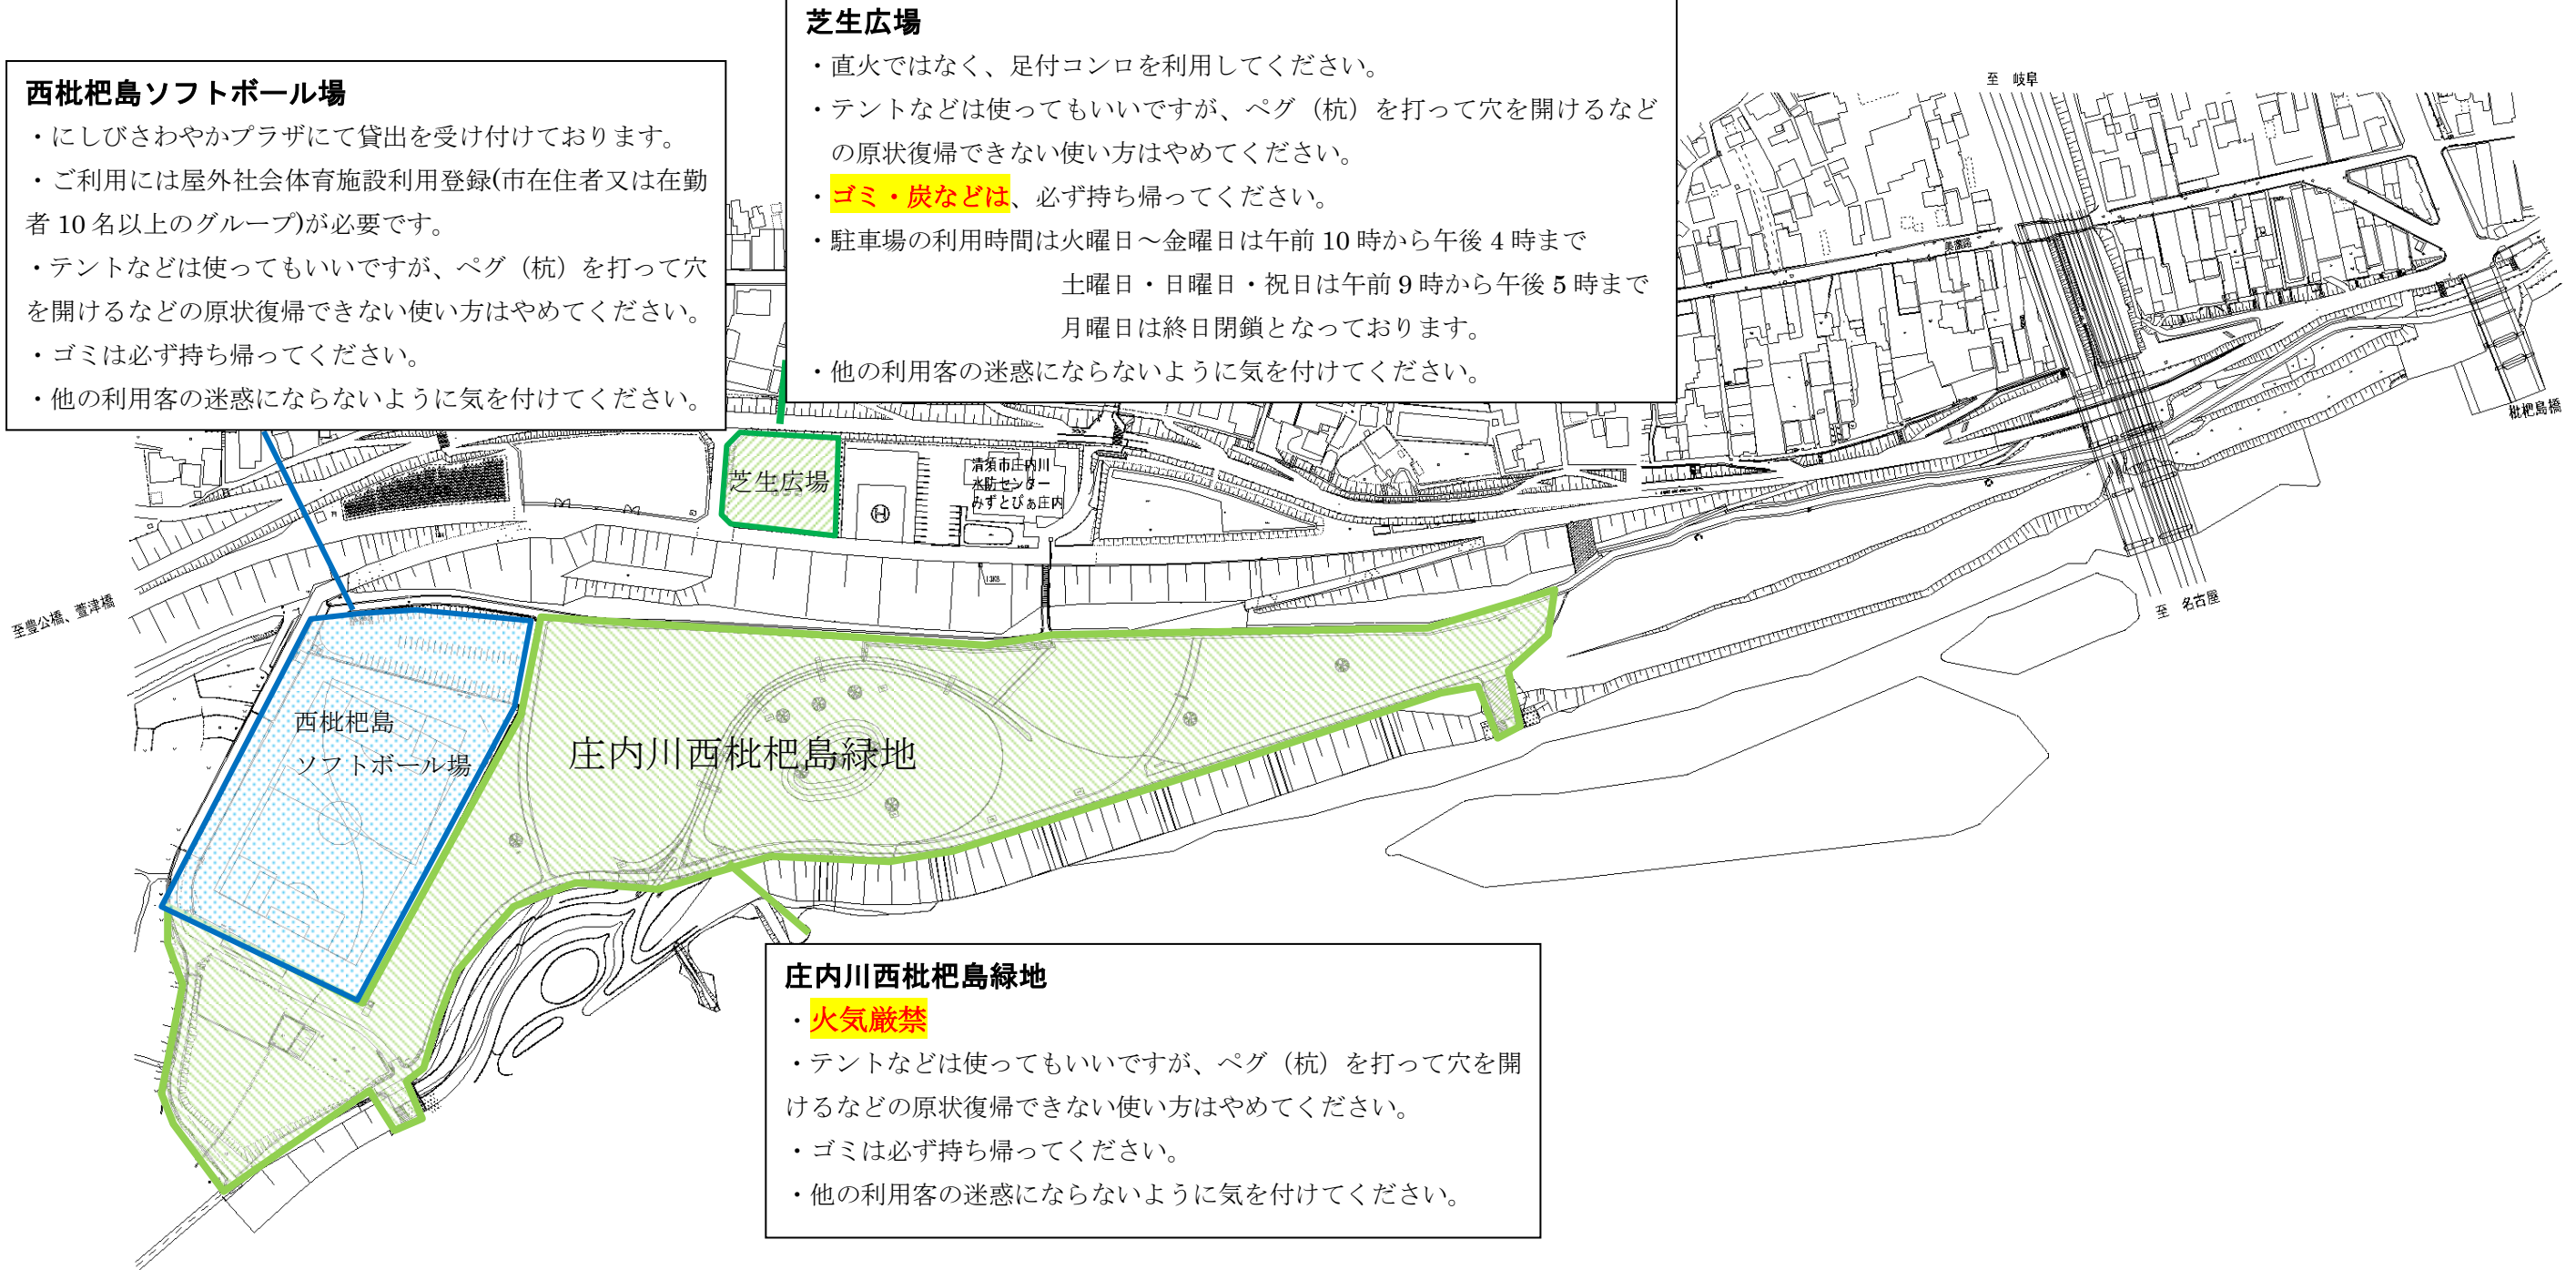 芝生広場
・直火ではなく、足付コンロを利用してください。
・テントなどは使ってもいいですが、ペグ（杭）を打って穴を開けるなど
の原状復帰できない使い方はやめてください。
・ゴミ・炭などは、必ず持ち帰ってください。
・駐車場の利用時間は火曜日～金曜日は午前 10 時から午後 4 時まで
土曜日・日曜日・祝日は午前 9 時から午後 5 時まで
月曜日は終日閉鎖となっております。
・他の利用客の迷惑にならないように気を付けてください。
西枇杷島ソフトボール場
・にしびさわやかプラザにて貸出を受け付けております。
・ご利用には屋外社会体育施設利用登録(市在住者又は在勤
者 10 名以上のグループ)が必要です。
・テントなどは使ってもいいですが、ペグ（杭）を打って穴
を開けるなどの原状復帰できない使い方はやめてください。
・ゴミは必ず持ち帰ってください。
・他の利用客の迷惑にならないように気を付けてください。
至 岐阜
美濃路
枇杷島橋
芝生広場
清須市庄内川
水防センター
みずとぴぁ庄内
H
至豊公橋、萱津橋
至 名古屋
西枇杷島
ソフトボール場
庄内川西枇杷島緑地
庄内川西枇杷島緑地
・火気厳禁
・テントなどは使ってもいいですが、ペグ（杭）を打って穴を開
けるなどの原状復帰できない使い方はやめてください。
・ゴミは必ず持ち帰ってください。
・他の利用客の迷惑にならないように気を付けてください。